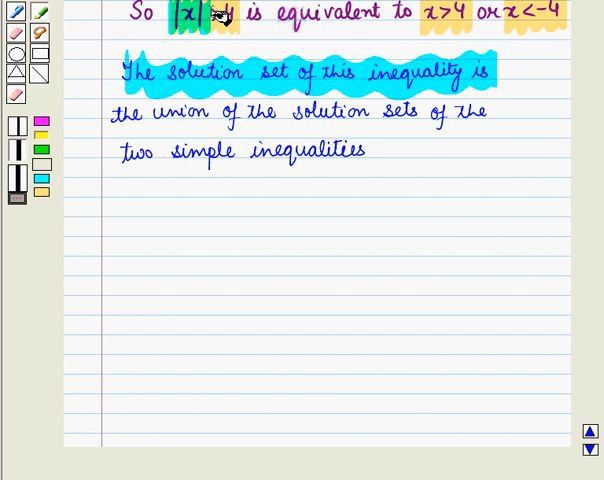 So |x| 4 is equivalent to x>4 or x<-4
The solution set of this inequality is
the union of the solution sets of the
two simple inequalities